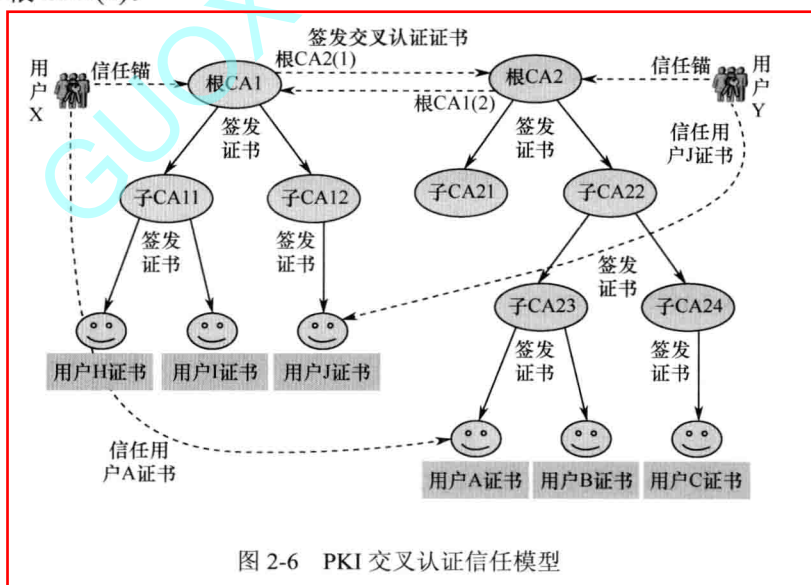 签发交叉认证证书
用户X
信任锚
根CA1
根CA2(1)
根CA1(2)
根CA2
信任锚
用户Y
签发证书
签发证书
信任用户J证书
子CA11
子CA12
子CA21
子CA22
签发证书
签发证书
签发证书
子CA23
子CA24
用户H证书
用户I证书
用户J证书
签发证书
签发证书
信任用户A证书
用户A证书
用户B证书
用户C证书
图 2-6 PKI 交叉认证信任模型